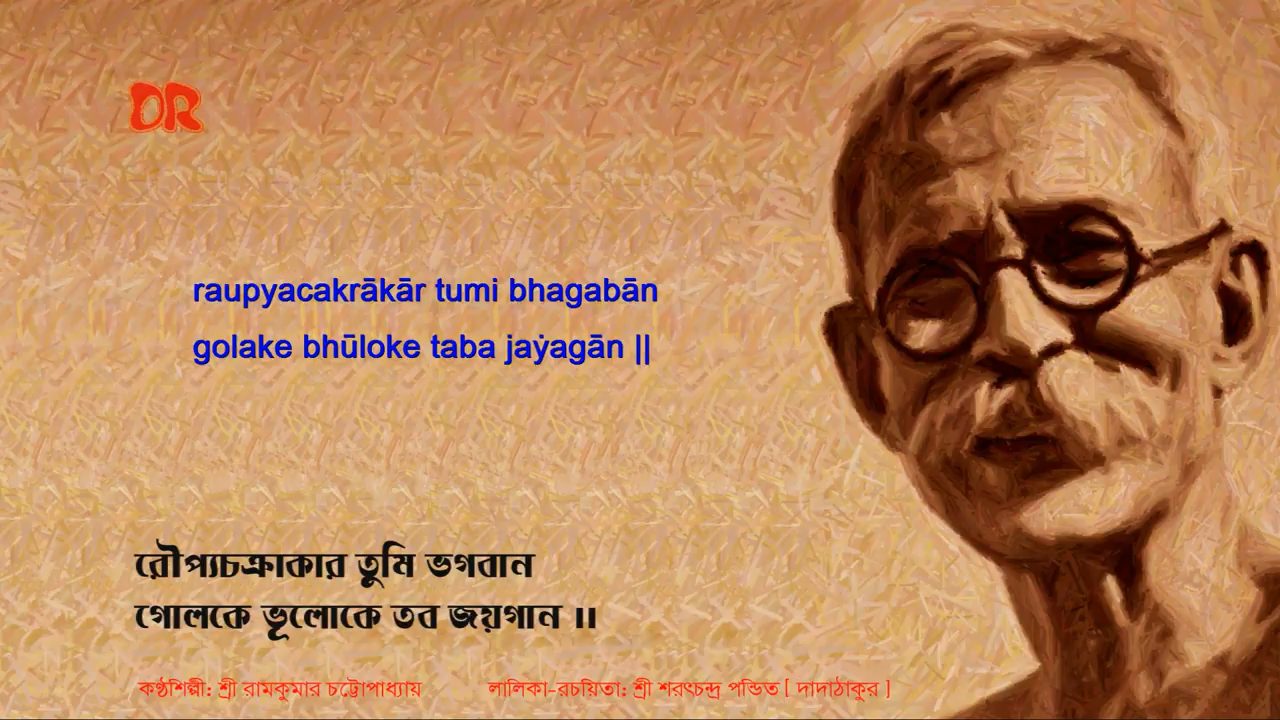 DR
raupyacakrākār tumi bhagabān
golake bhūloke taba jaẏagān ||
রৌপ্যচক্রাকার তুমি ভগবান
গোলকে ভূলোকে তব জয়গান ।।
কণ্ঠশিল্পী: শ্রী রামকুমার চট্টোপাধ্যায় লালিকা-রচয়িতা: শ্রী শরৎচন্দ্র পন্ডিত [ দাদাঠাকুর ]